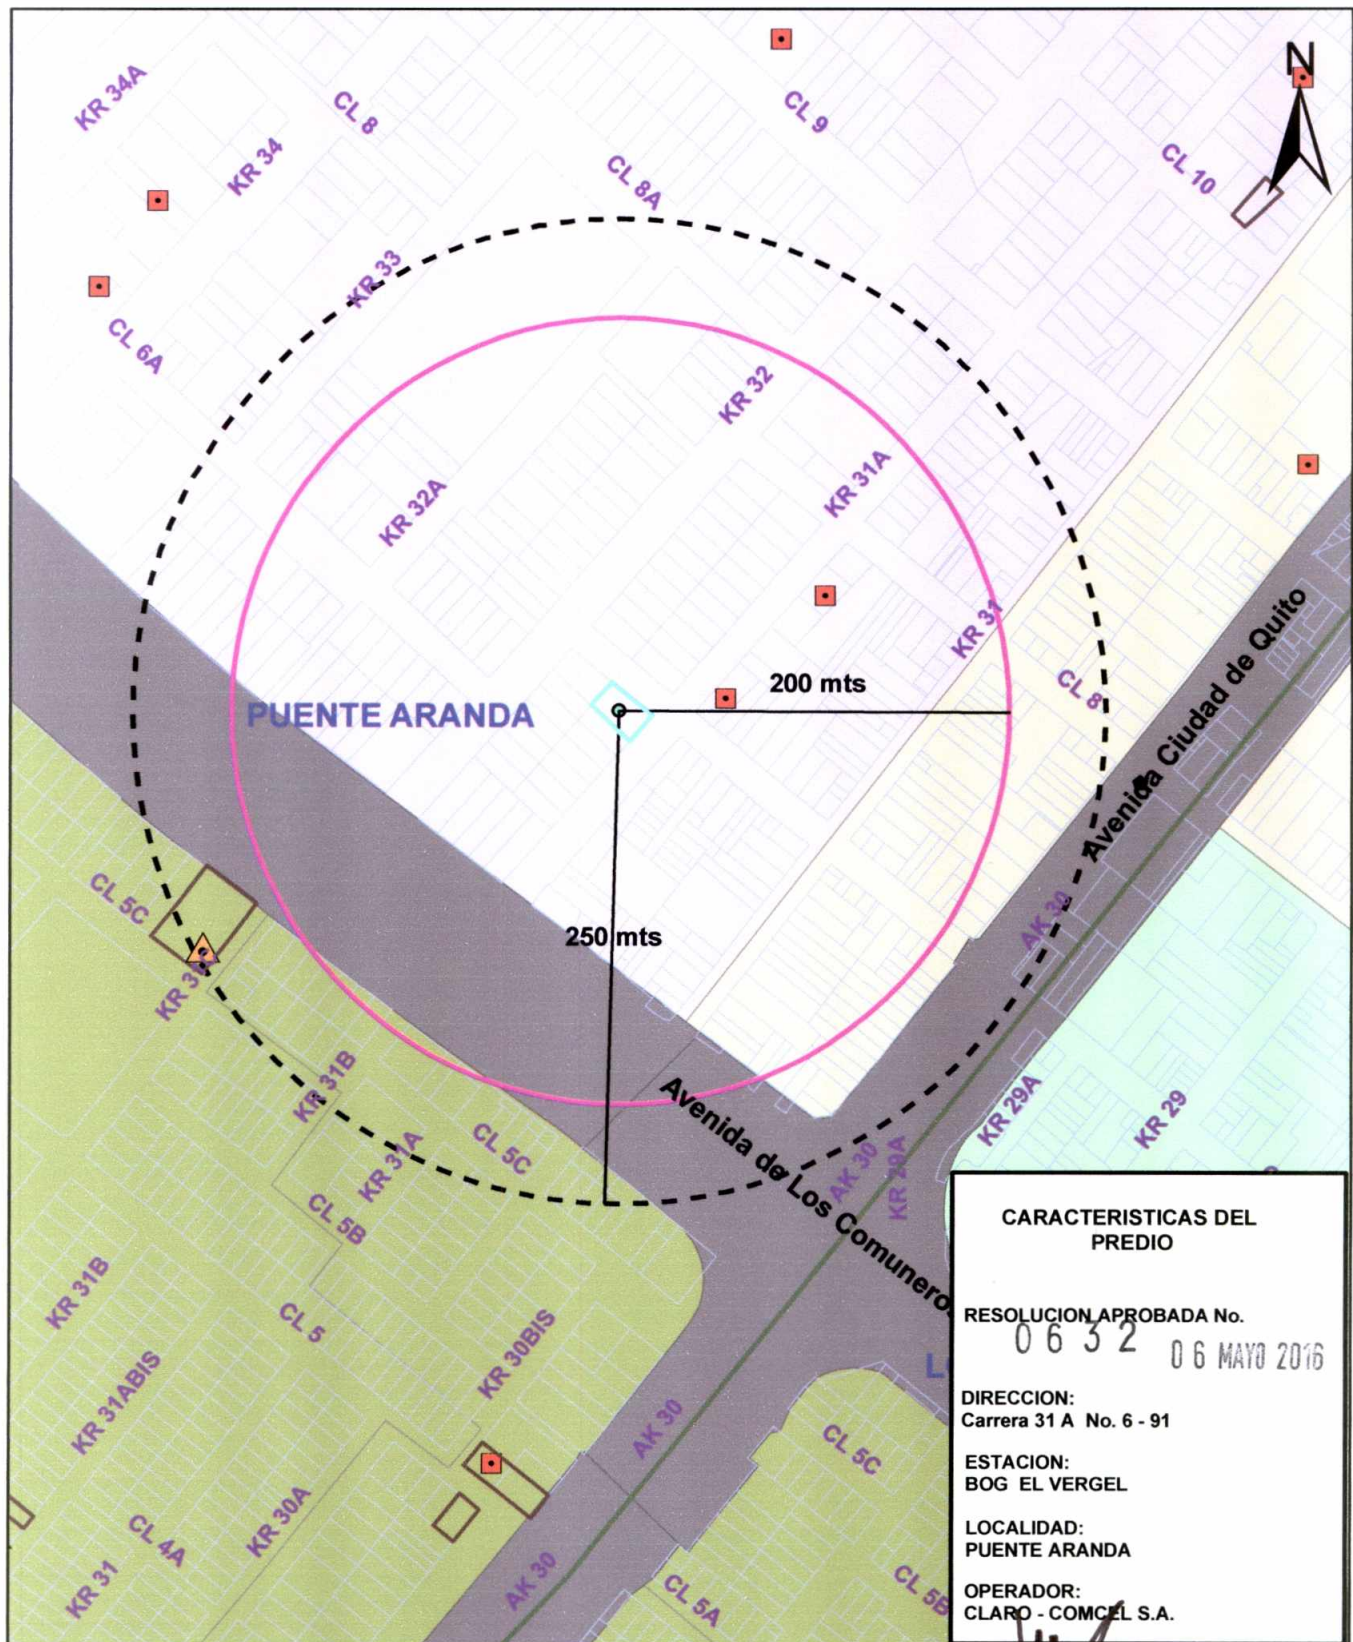 N
KR 34A
CL 8
CL 9
KR 34
CL 8A
CL 10
KR 33
CL 6A
KR 32
KR 31A
KR 32A
KR 31
Avenida Ciudad de Quito
CL 8
200 mts
PUENTE ARANDA
250 mts
CL 5C
AK 30
KR 31B
KR 29A
KR 29
Avenida de Los Comuneros
CL 5C
KR 31A
AK 30
KR 29A
CL 5B
KR 31B
CL 5
KR 30BIS
KR 31ABIS
AK 30
CL 5C
KR 30A
CL 4A
KR 31
AK 30
CL 5A
CL 5B
CARACTERISTICAS DEL
PREDIO
RESOLUCION APROBADA No.
0632 06 MAYO 2016
DIRECCION:
Carrera 31 A No. 6 - 91
ESTACION:
BOG EL VERGEL
LOCALIDAD:
PUENTE ARANDA
OPERADOR:
CLARO - COMCEL S.A.